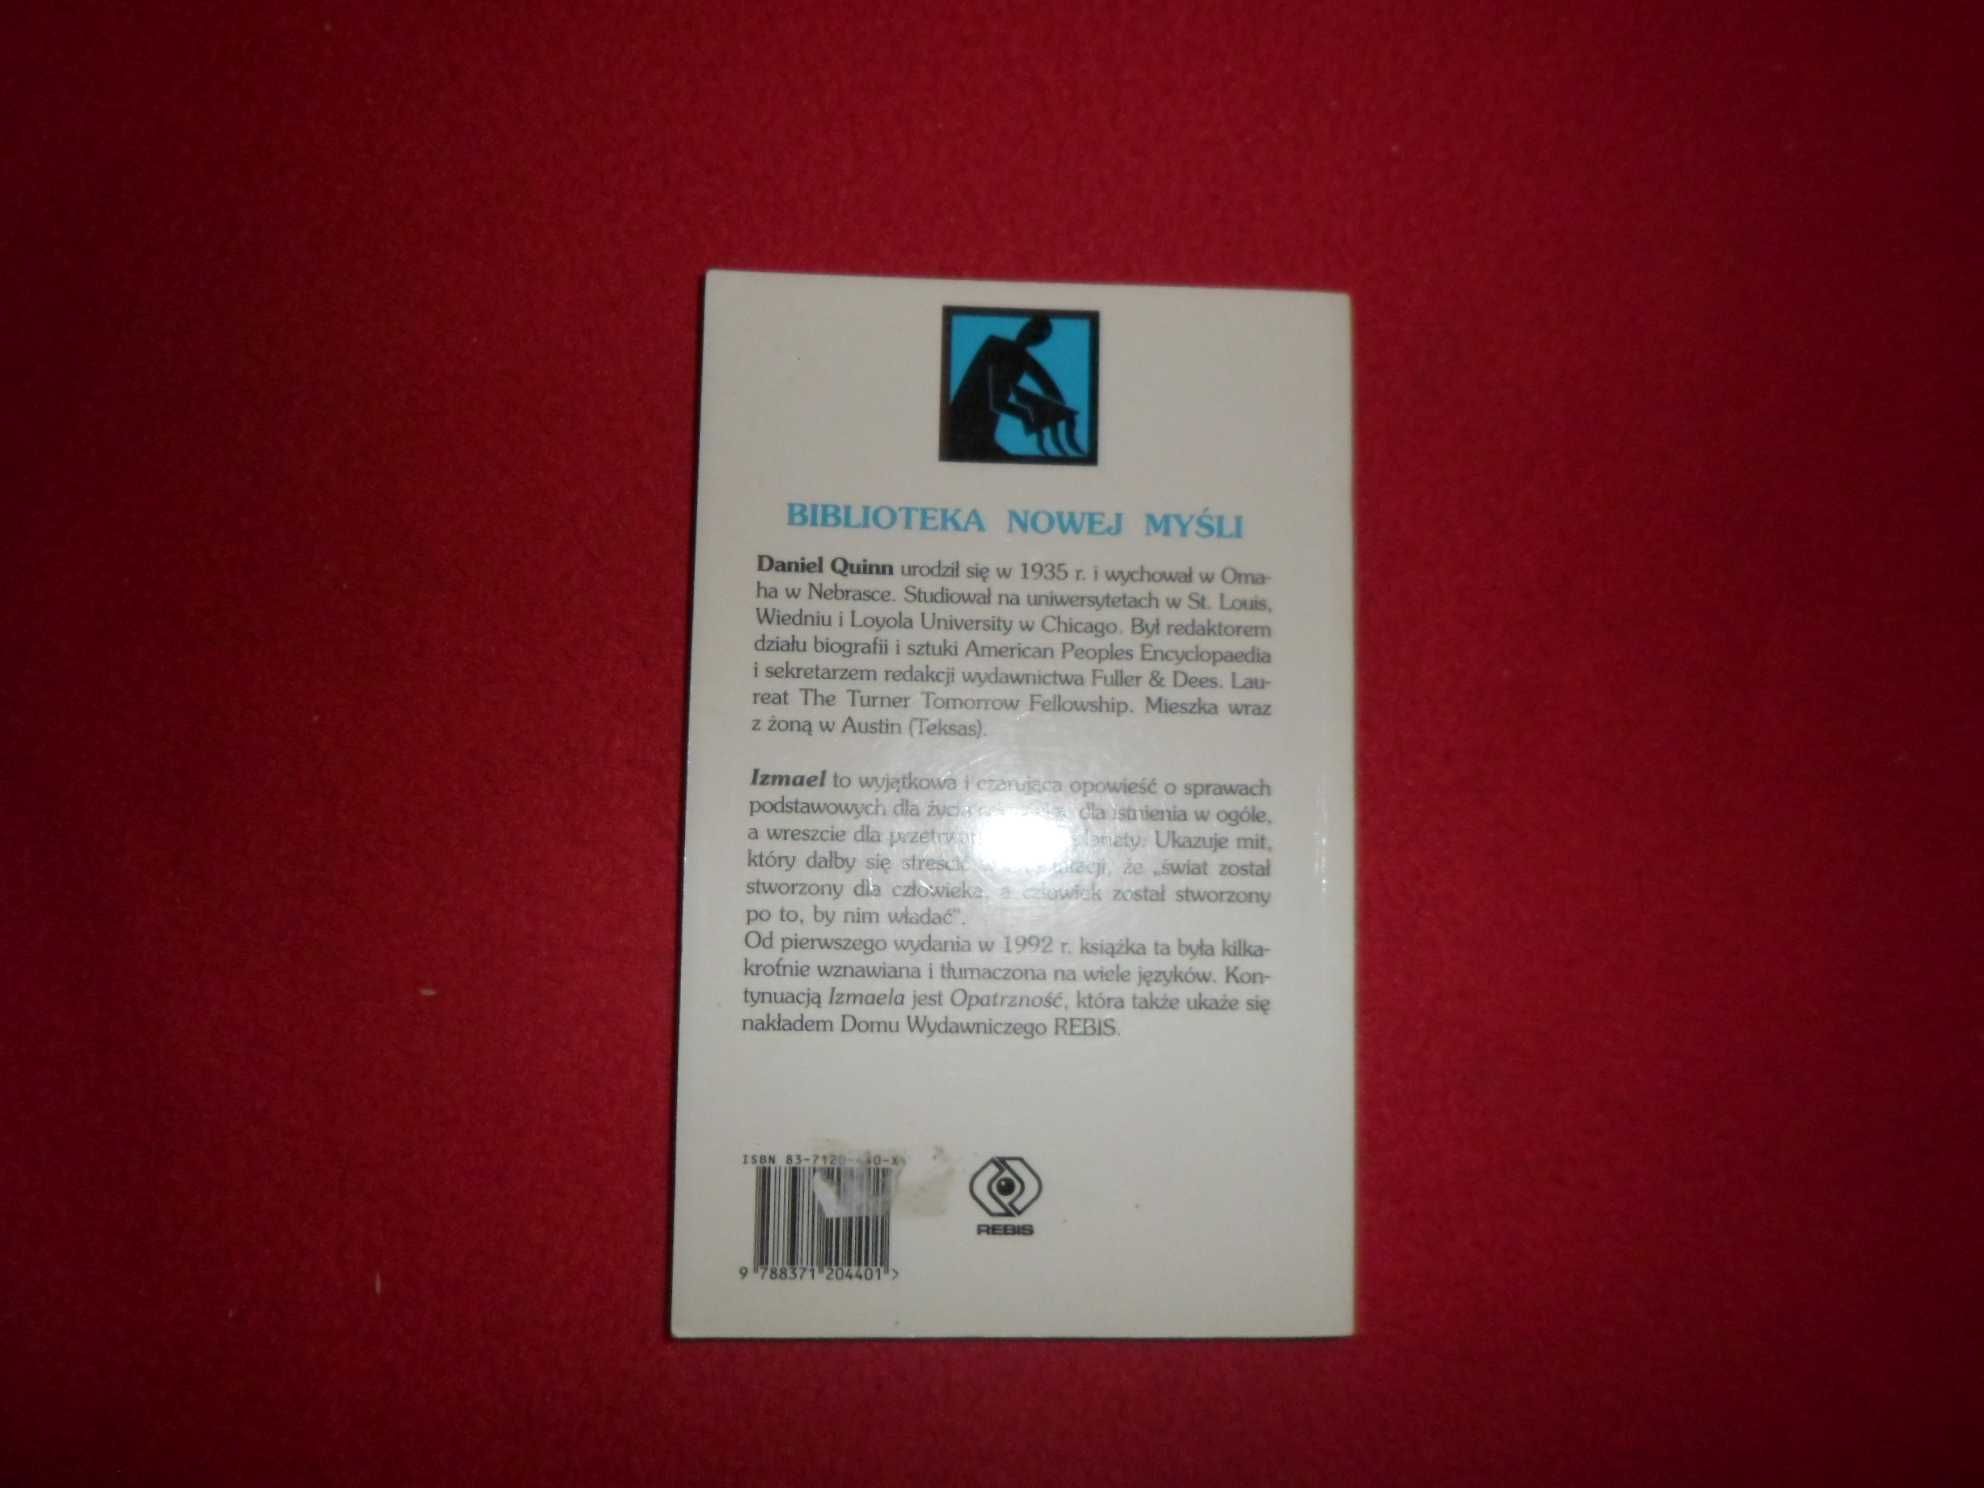 BIBLIOTEKA NOWEJ MYŚLI
Daniel Quinn urodził się w 1935 r. i wychował w Oma-
ha w Nebrasce. Studiował na uniwersytetach w St. Louis,
Wiedniu i Loyola University w Chicago. Był redaktorem
działu biografii i sztuki American Peoples Encyclopaedia
i sekretarzem redakcji wydawnictwa Fuller & Dees. Lau-
reat The Turner Tomorrow Fellowship. Mieszka wraz
z żoną w Austin (Teksas).
Izmael to wyjątkowa i czarująca opowieść o sprawach
podstawowych dla życia dla istnienia w ogóle,
a wreszcie dla planety. Ukazuje mit,
który dałby się streścić że „świat został
stworzony dla człowieka, a człowiek został stworzony
po to, by nim władać".
Od pierwszego wydania w 1992 r. książka ta była kilka-
krotnie wznawiana i tłumaczona na wiele języków. Kon-
tynuacją Izmaela jest Opatrzność, która także ukaże się
nakładem Domu Wydawniczego REBIS.
ISBN 83-7120-440-X
REBIS
9 788371 204401 >